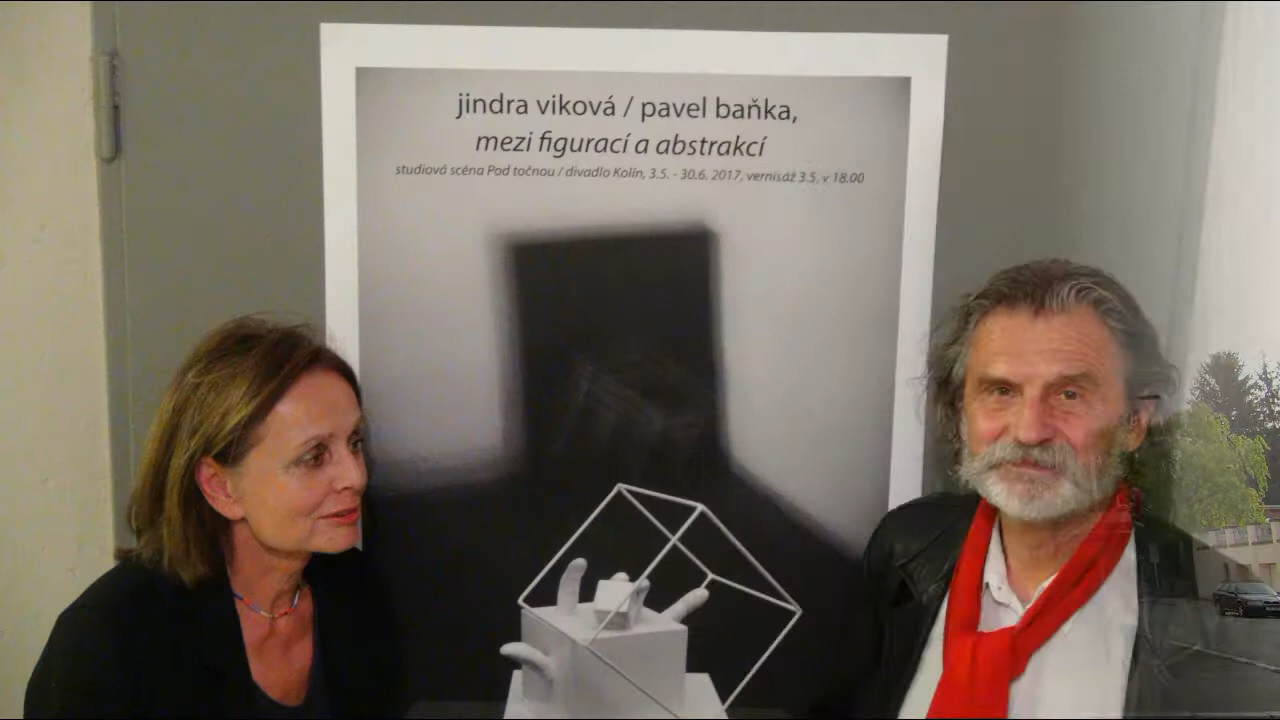 jindra viková / pavel baňka,
mezi figurací a abstrakcí
studiová scéna Pod točnou / divadlo Kolín, 3.5. - 30.6. 2017, vernisáž 3.5. v 18.00